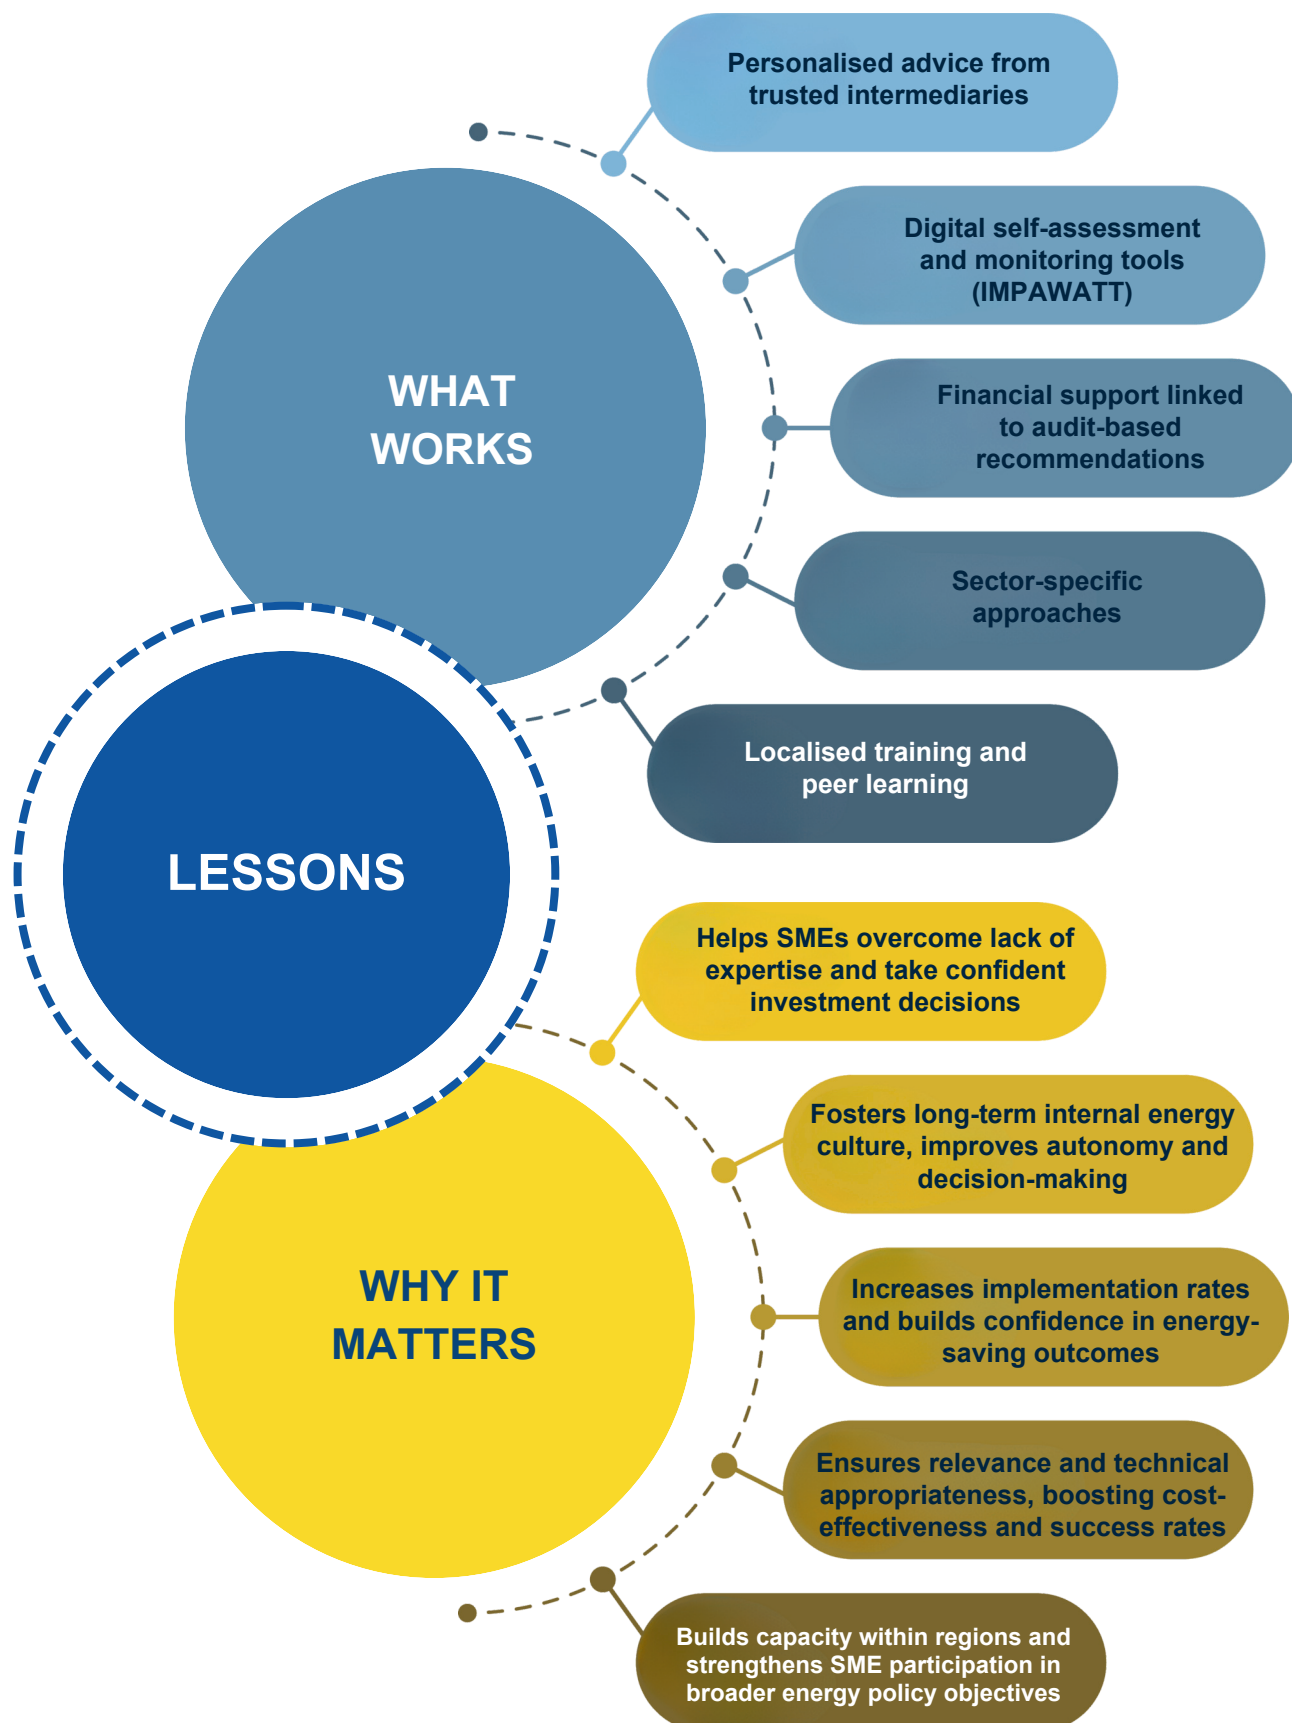 Personalised advice from
trusted intermediaries
Digital self-assessment
and monitoring tools
(IMPAWATT)
WHAT
WORKS
Financial support linked
to audit-based
recommendations
Sector-specific
approaches
Localised training and
peer learning
LESSONS
Helps SMEs overcome lack of
expertise and take confident
investment decisions
Fosters long-term internal energy
culture, improves autonomy and
decision-making
WHY IT
MATTERS
Increases implementation rates
and builds confidence in energy-
saving outcomes
Ensures relevance and technical
appropriateness, boosting cost-
effectiveness and success rates
Builds capacity within regions and
strengthens SME participation in
broader energy policy objectives